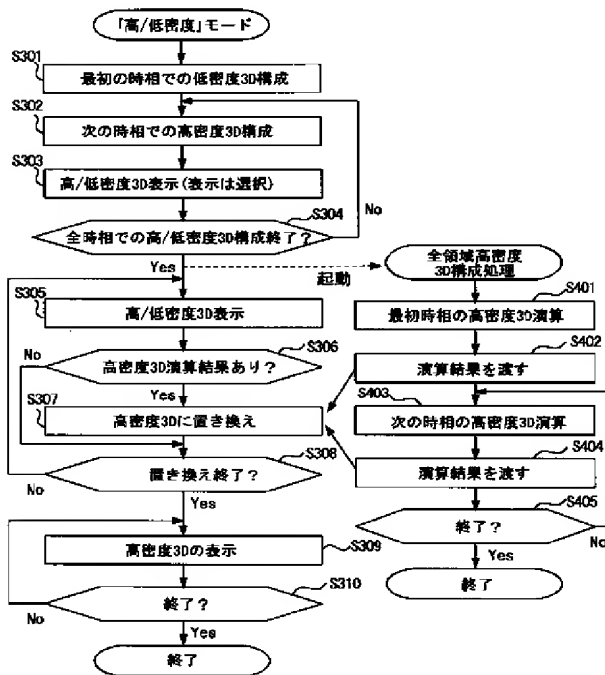 「高/低密度」モード
S301
最初の時相での低密度3D構成
S302
次の時相での高密度3D構成
S303
高/低密度3D表示(表示は選択)
S304
全時相での高/低密度3D構成終了?
No
Yes
起動
S305
高/低密度3D表示
S306
高密度3D演算結果あり?
No
Yes
S307
高密度3Dに置き換え
S308
置き換え終了?
No
Yes
高密度3Dの表示
S309
S310
終了?
No
Yes
終了
全領域高密度
3D構成処理
S401
最初時相の高密度3D演算
S402
演算結果を渡す
S403
次の時相の高密度3D演算
S404
演算結果を渡す
S405
終了?
No
Yes
終了